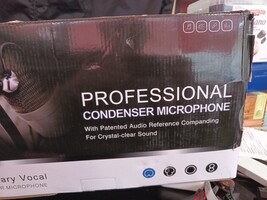 PROFESSIONAL
CONDENSER MICROPHONE
With Patented Audio Reference Companding
For Crystal-clear Sound
ary Vocal
MICROPHONE